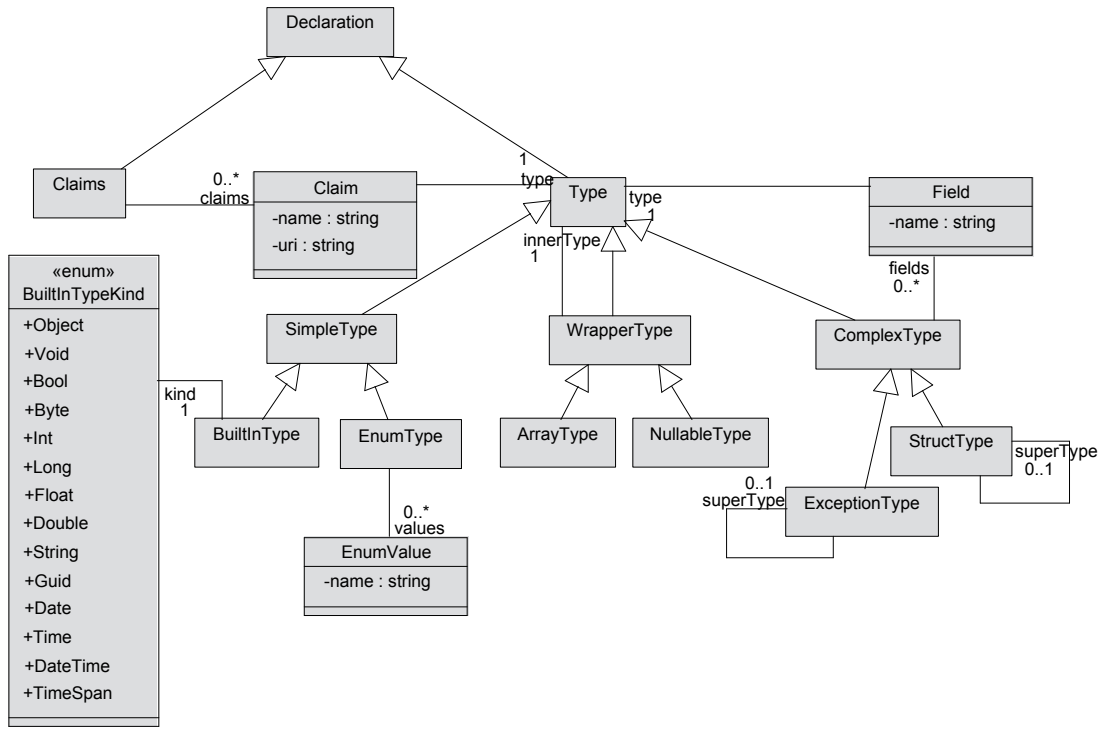 Declaration
Claims
0..*
claims
Claim
-name : string
-uri : string
1
type
Type
type
1
Field
-name : string
innerType
1
fields
0..*
«enum»
BuiltInTypeKind
+Object
+Void
+Bool
+Byte
+Int
+Long
+Float
+Double
+String
+Guid
+Date
+Time
+DateTime
+TimeSpan
kind
1
SimpleType
WrapperType
ComplexType
BuiltInType
EnumType
ArrayType
NullableType
StructType
superType
0..1
0..1
superType
ExceptionType
0..*
values
EnumValue
-name : string